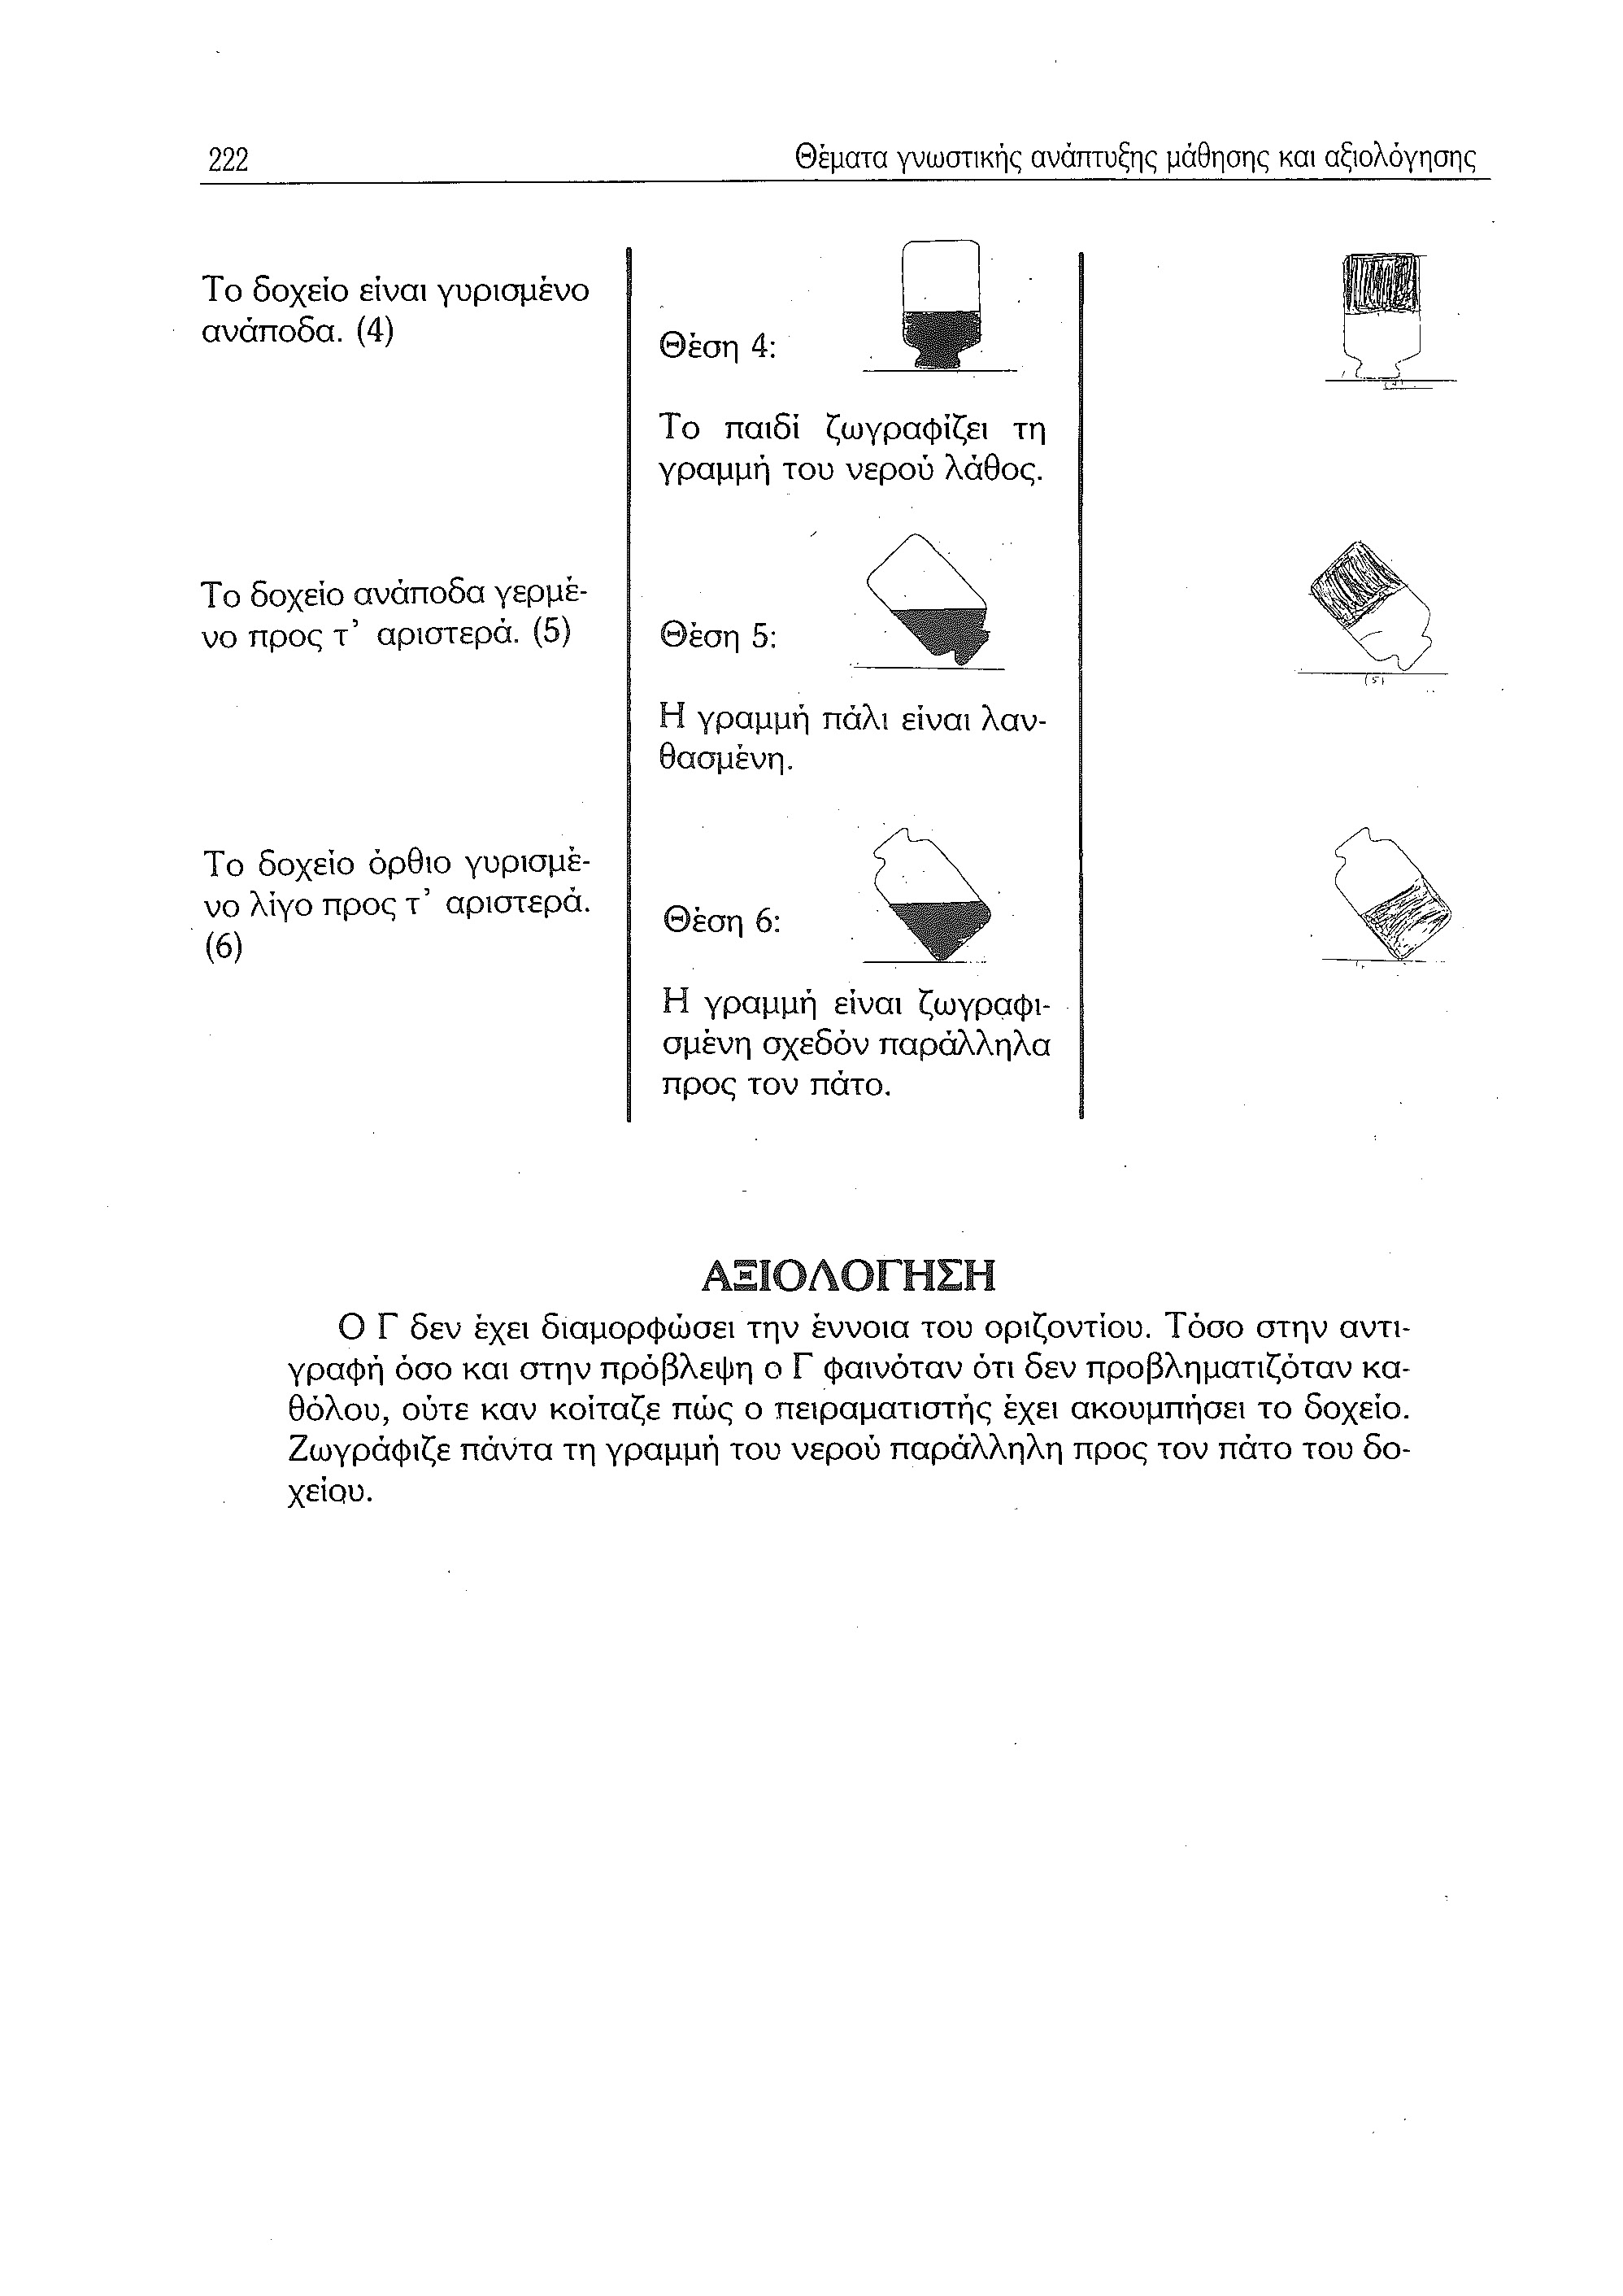 222
Θέματα γνωστικής ανάπτυξης μάθησης και αξιολόγησης
Το δοχείο είναι γυρισμένο
ανάποδα. (4)
Θέση 4:
Το παιδί ζωγραφίζει τη
γραμμή του νερού λάθος.
Το δοχείο ανάποδα γερμέ-
νο προς τ’ αριστερά. (5)
Θέση 5:
(5)
Η γραμμή πάλι είναι λαν-
θασμένη.
Το δοχείο όρθιο γυρισμέ-
νο λίγο προς τ’ αριστερά.
(6)
Θέση 6:
Η γραμμή είναι ζωγραφι-
σμένη σχεδόν παράλληλα
προς τον πάτο.
ΑΞΙΟΛΟΓΗΣΗ
Ο Γ δεν έχει διαμορφώσει την έννοια του οριζοντίου. Τόσο στην αντι-
γραφή όσο και στην πρόβλεψη ο Γ φαινόταν ότι δεν προβληματιζόταν κα-
θόλου, ούτε καν κοίταζε πώς ο πειραματιστής έχει ακουμπήσει το δοχείο.
Ζωγράφιζε πάντα τη γραμμή του νερού παράλληλη προς τον πάτο του δο-
χείου.